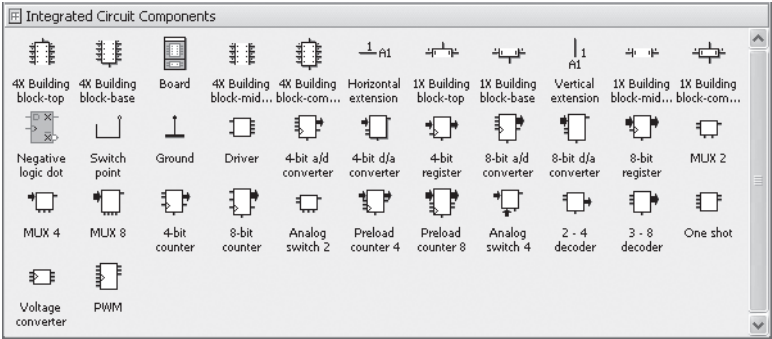 Integrated Circuit Components
1 A1
1
A1
4X Building 4X Building Board 4X Building 4X Building Horizontal 1X Building 1X Building Vertical 1X Building 1X Building
block-top block-base block-mid... block-com... extension block-top block-base extension block-mid... block-com...
D X
X
Negative Switch Ground Driver 4-bit a/d 4-bit d/a 4-bit 8-bit a/d 8-bit d/a 8-bit MUX 2
logic dot point converter converter register converter converter register
MUX 4 MUX 8 4-bit 8-bit Analog Preload Preload Analog 2 - 4 3 - 8 One shot
counter counter switch 2 counter 4 counter 8 switch 4 decoder decoder
Voltage PWM
converter